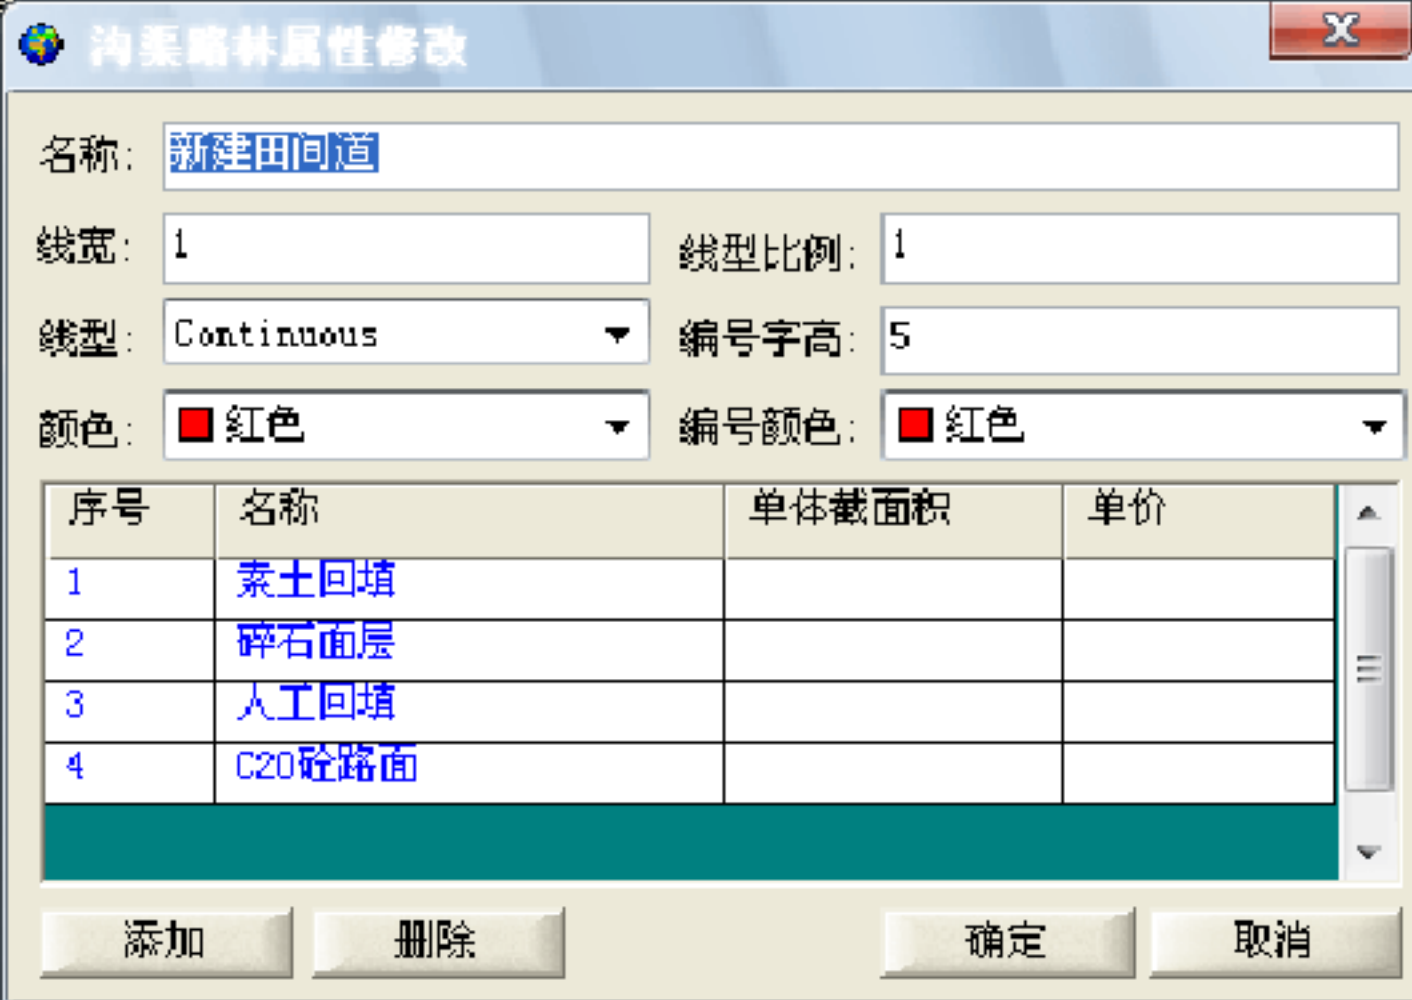 沟渠路林属性修改
名称: 新建田间道
线宽: 1 线型比例: 1
线型: Continuous 编号字高: 5
颜色: 红色 编号颜色: 红色
序号 名称 单体截面积 单价
1 素土回填
2 碎石面层
3 人工回填
4 C20砼路面
添加 删除 确定 取消